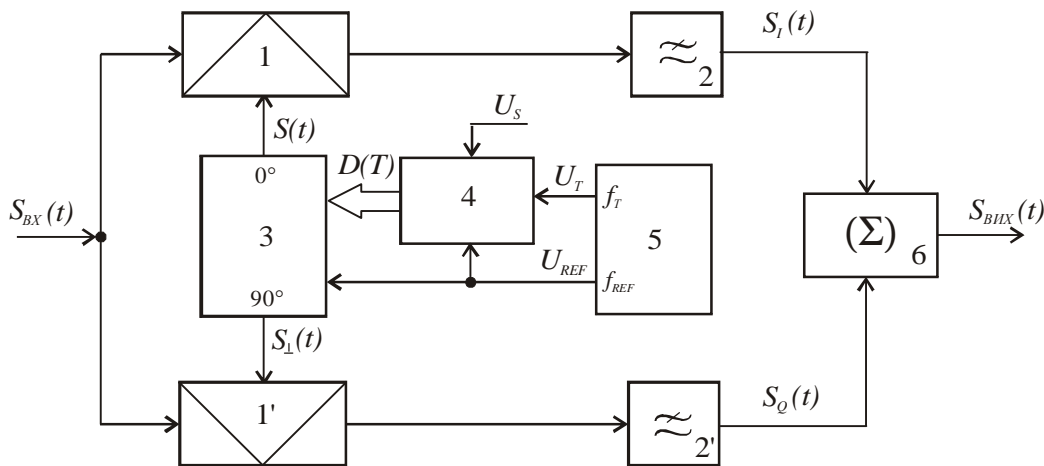 1
2
S_I(t)
U_S
S(t)
D(T)
0°
4
U_T
f_T
S_BX(t)
3
5
(Σ)
6
S_ВИХ(t)
U_REF
f_REF
90°
S_⊥(t)
1'
2'
S_Q(t)